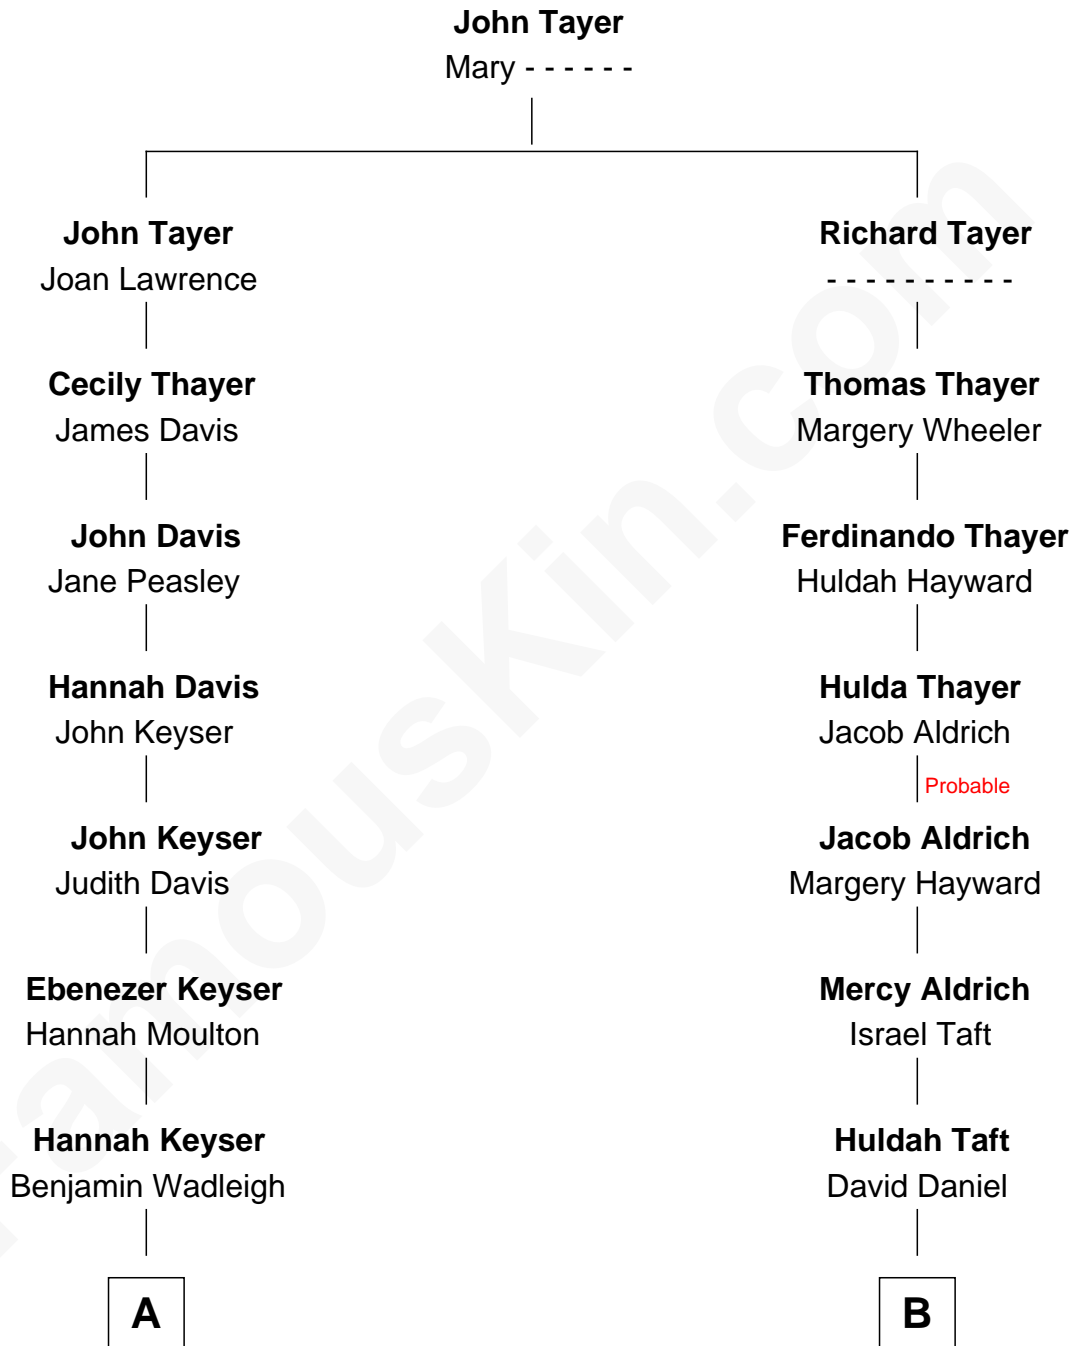 John Tayer
Mary - - - - - -
John Tayer
Joan Lawrence
Richard Tayer
- - - - - - - - - -
Cecily Thayer
James Davis
Thomas Thayer
Margery Wheeler
John Davis
Jane Peasley
Ferdinando Thayer
Huldah Hayward
Hannah Davis
John Keyser
Hulda Thayer
Jacob Aldrich
Probable
John Keyser
Judith Davis
Jacob Aldrich
Margery Hayward
Ebenezer Keyser
Hannah Moulton
Mercy Aldrich
Israel Taft
Hannah Keyser
Benjamin Wadleigh
Huldah Taft
David Daniel
A
B
FamousKin.com